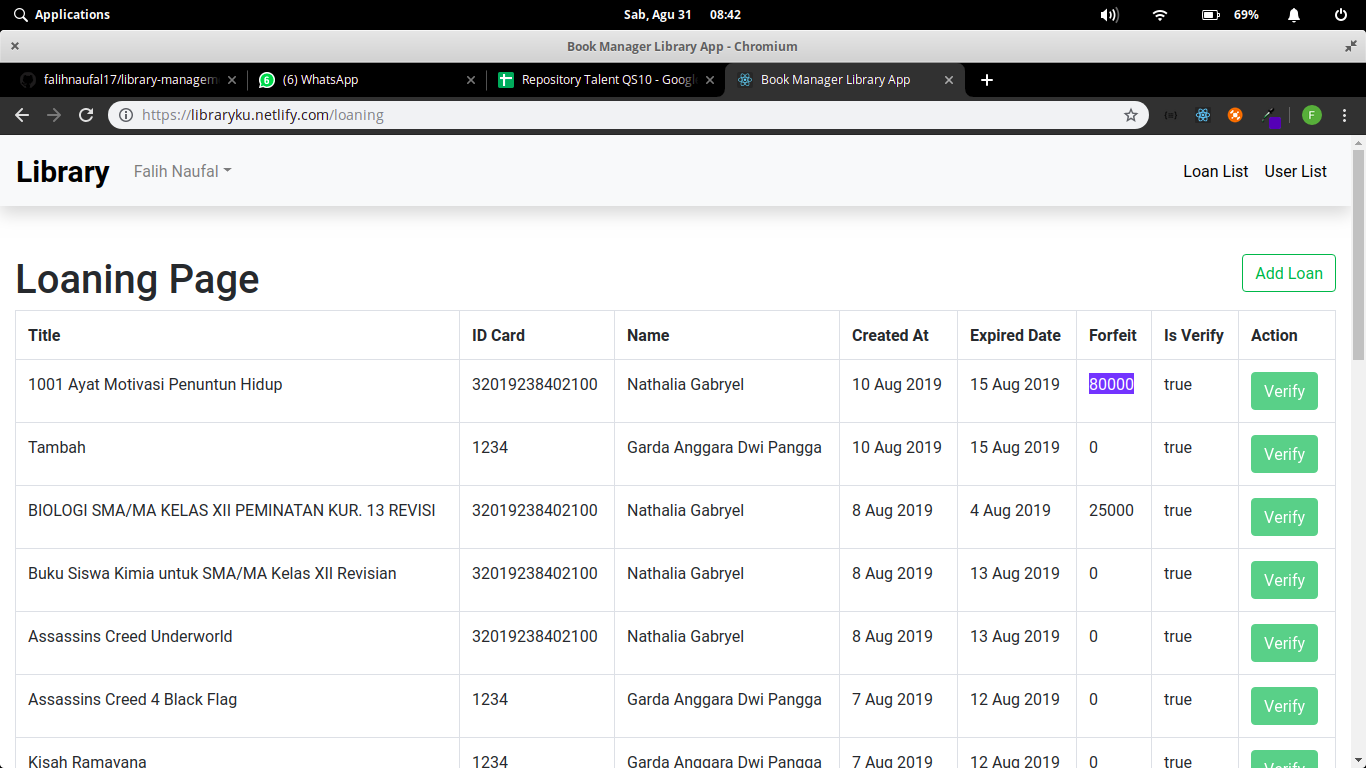 Applications Sab, Agu 31 08:42 69%
Book Manager Library App - Chromium
falihnaufal17/library-managem (6) WhatsApp Repository Talent QS10 - Googl Book Manager Library App
https://libraryku.netlify.com/loaning F
Library Falih Naufal Loan List User List
Loaning Page Add Loan
Title ID Card Name Created At Expired Date Forfeit Is Verify Action
1001 Ayat Motivasi Penuntun Hidup 32019238402100 Nathalia Gabryel 10 Aug 2019 15 Aug 2019 80000 true Verify
Tambah 1234 Garda Anggara Dwi Pangga 10 Aug 2019 15 Aug 2019 0 true Verify
BIOLOGI SMA/MA KELAS XII PEMINATAN KUR. 13 REVISI 32019238402100 Nathalia Gabryel 8 Aug 2019 4 Aug 2019 25000 true Verify
Buku Siswa Kimia untuk SMA/MA Kelas XII Revisian 32019238402100 Nathalia Gabryel 8 Aug 2019 13 Aug 2019 0 true Verify
Assassins Creed Underworld 32019238402100 Nathalia Gabryel 8 Aug 2019 13 Aug 2019 0 true Verify
Assassins Creed 4 Black Flag 1234 Garda Anggara Dwi Pangga 7 Aug 2019 12 Aug 2019 0 true Verify
Kisah Ramayana 1234 Garda Anggara Dwi Pangga 7 Aug 2019 12 Aug 2019 0 true Verify